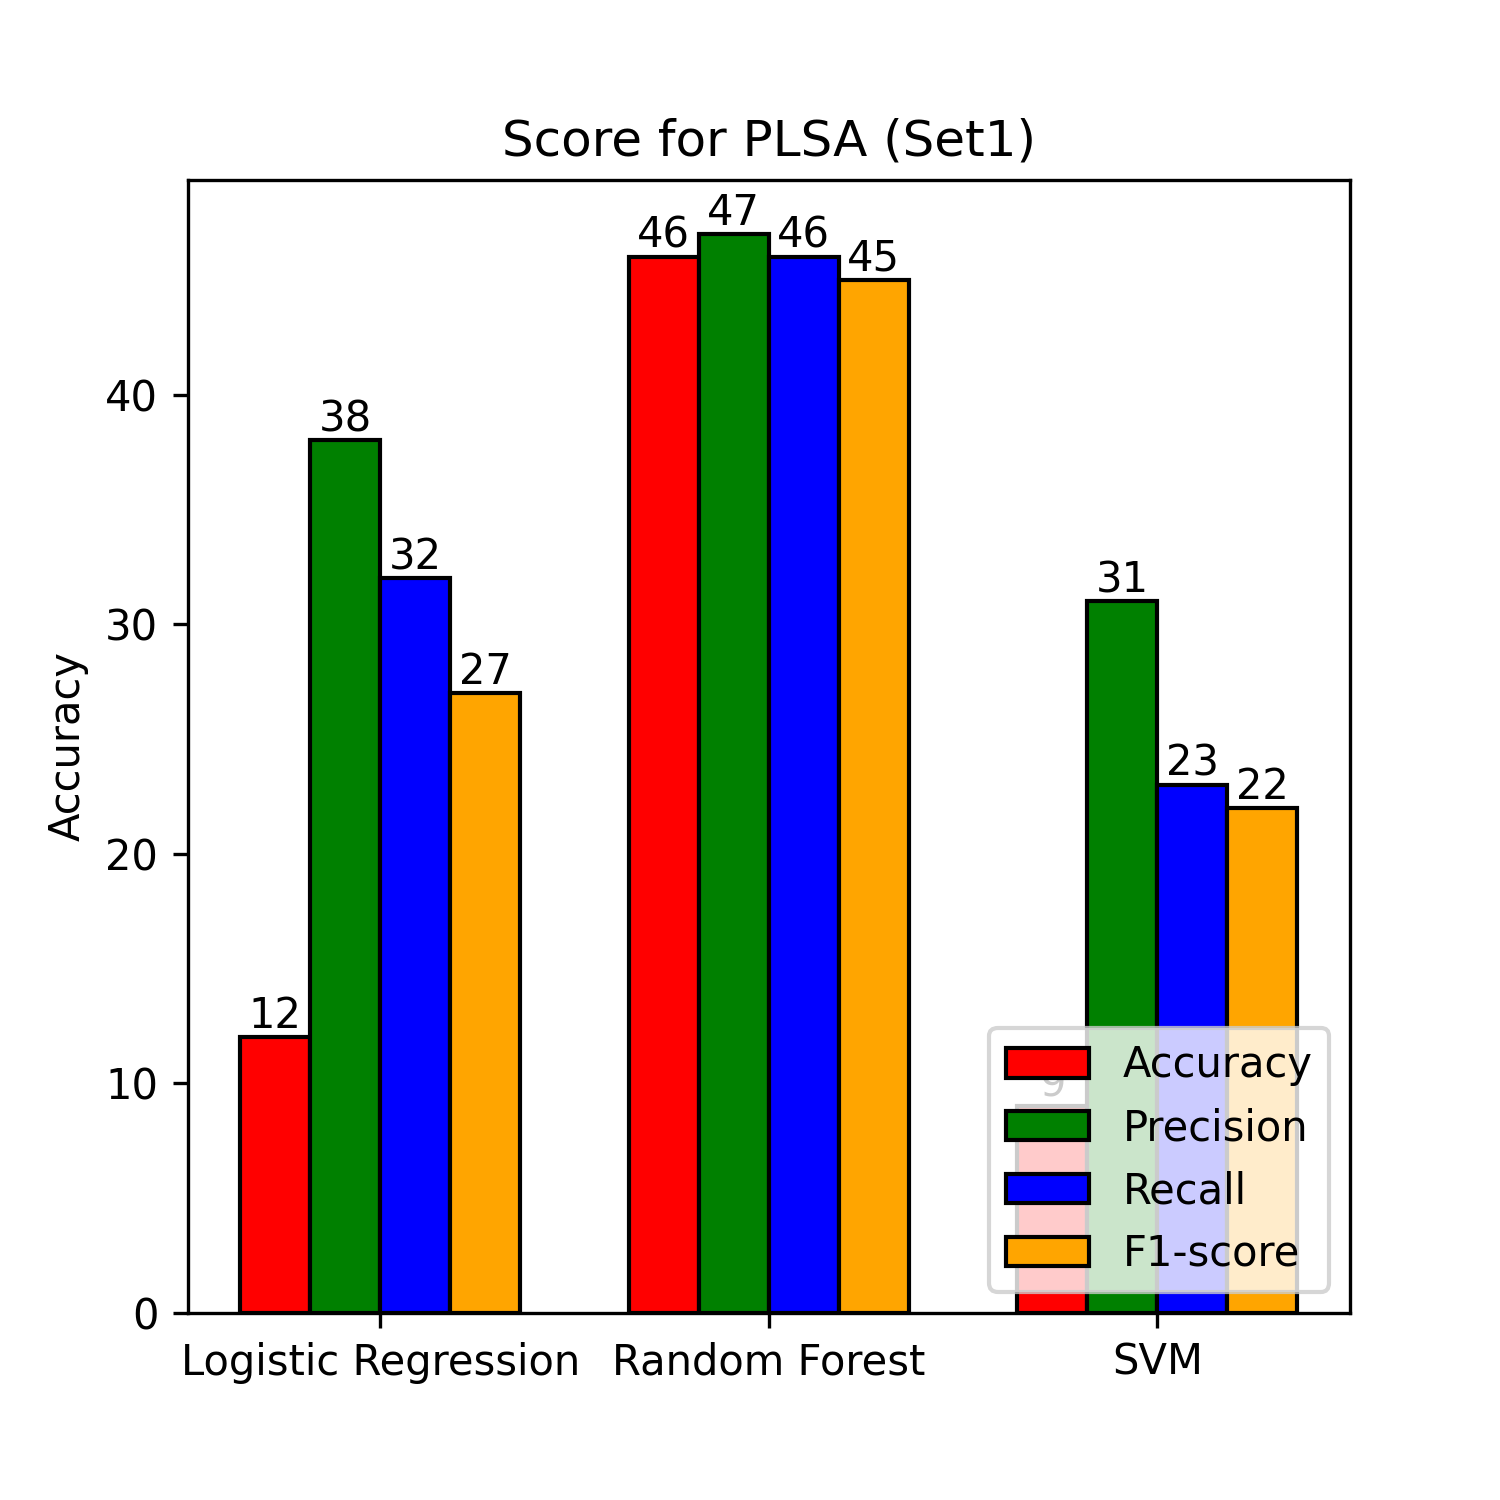 Score for PLSA (Set1)
47
46 46
45
40
38
32
31
30
27
23
22
20
Accuracy
12
10
9
0
Accuracy
Precision
Recall
F1-score
Logistic Regression Random Forest SVM